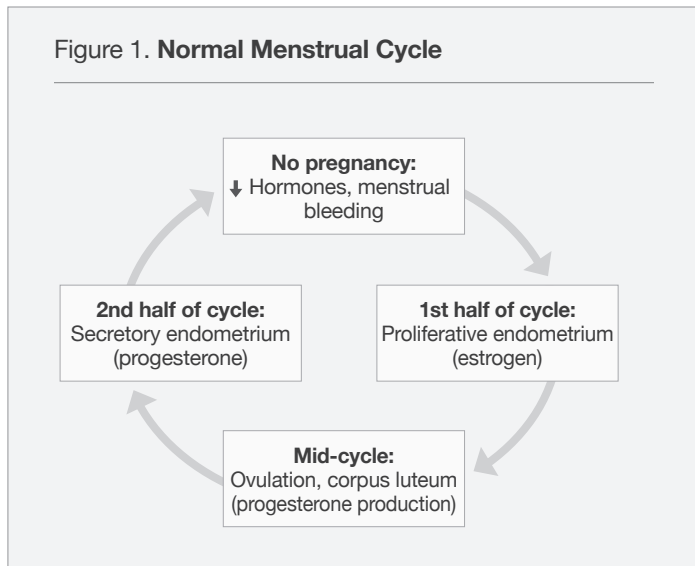 Figure 1. Normal Menstrual Cycle
No pregnancy:
↓ Hormones, menstrual
bleeding
1st half of cycle:
Proliferative endometrium
(estrogen)
Mid-cycle:
Ovulation, corpus luteum
(progesterone production)
2nd half of cycle:
Secretory endometrium
(progesterone)